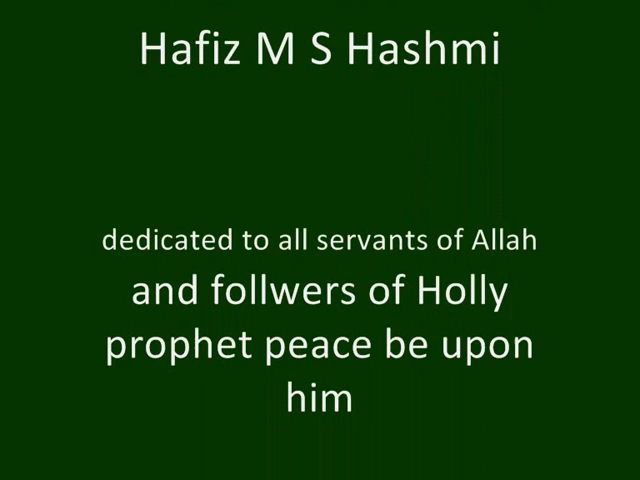 Hafiz M S Hashmi
dedicated to all servants of Allah
and follwers of Holly
prophet peace be upon
him